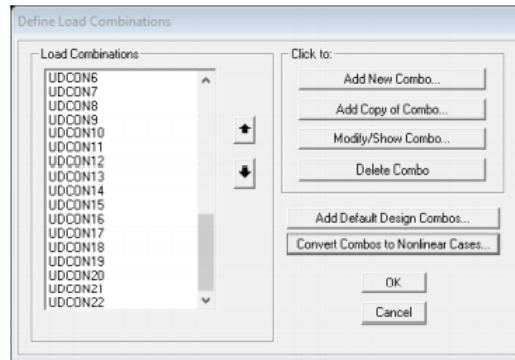 Define Load Combinations
Load Combinations
UDCON6
UDCON7
UDCON8
UDCON9
UDCON10
UDCON11
UDCON12
UDCON13
UDCON14
UDCON15
UDCON16
UDCON17
UDCON18
UDCON19
UDCON20
UDCON21
UDCON22
Click to:
Add New Combo...
Add Copy of Combo...
Modify/Show Combo...
Delete Combo
Add Default Design Combos...
Convert Combos to Nonlinear Cases...
OK
Cancel